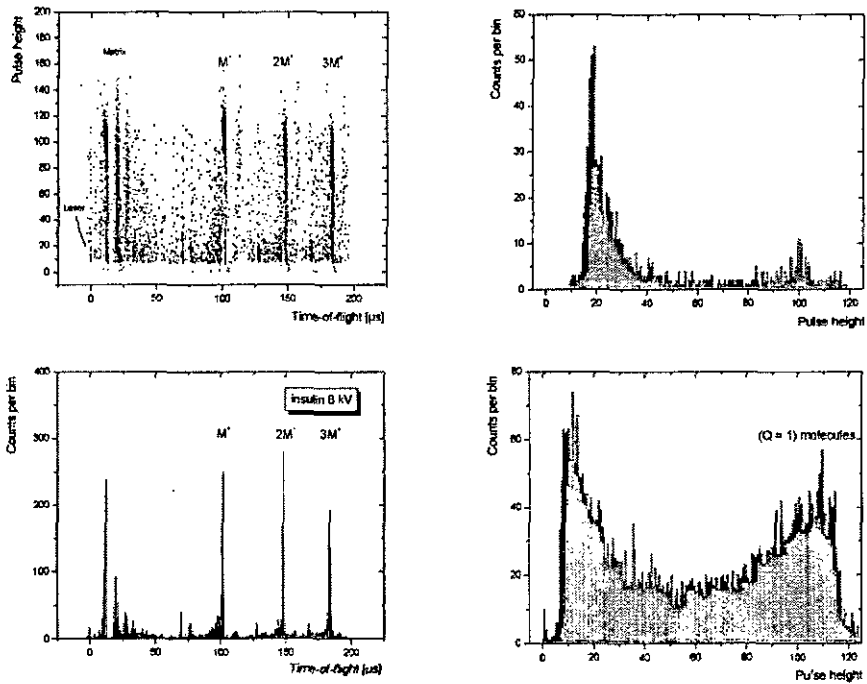 200
180
160
140
120
100
80
60
40
20
0
Pulse height
Matrix
M⁺
2M⁺
3M⁺
Laser
0
50
100
150
200
Time-of-flight [µs]
60
50
40
30
20
10
0
Counts per bin
0
20
40
60
80
100
120
Pulse height
400
300
200
100
0
Counts per bin
insulin 8 kV
M⁺
2M⁺
3M⁺
0
50
100
150
200
Time-of-flight [µs]
80
60
40
20
0
Counts per bin
(Q = 1) molecules
0
20
40
60
80
100
120
Pulse height